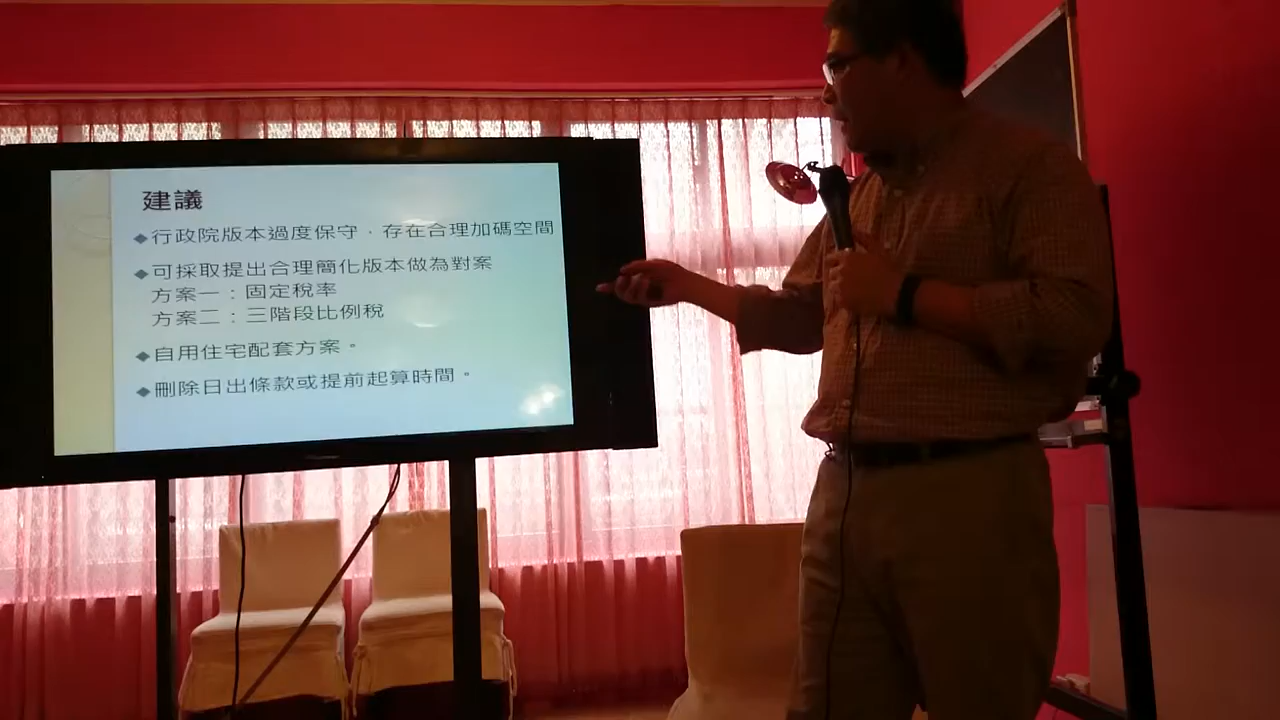 建議
◆行政院版本過度保守，存在合理加碼空間
◆可採取提出合理簡化版本做為對案
方案一：固定稅率
方案二：三階段比例稅
◆自用住宅配套方案。
◆刪除日出條款或提前起算時間。